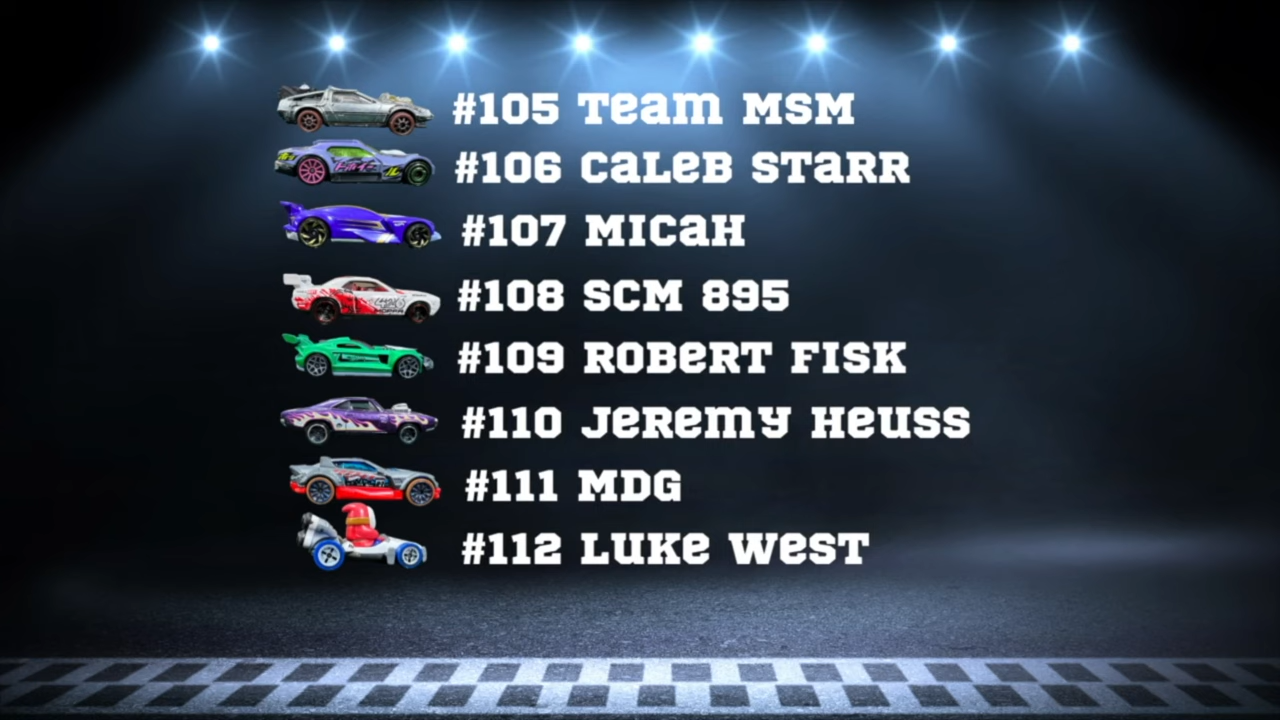 #105 Team MSM
#106 Caleb Starr
#107 Micah
#108 SCM 895
#109 Robert Fisk
#110 Jeremy Heuss
#111 MDG
#112 Luke West